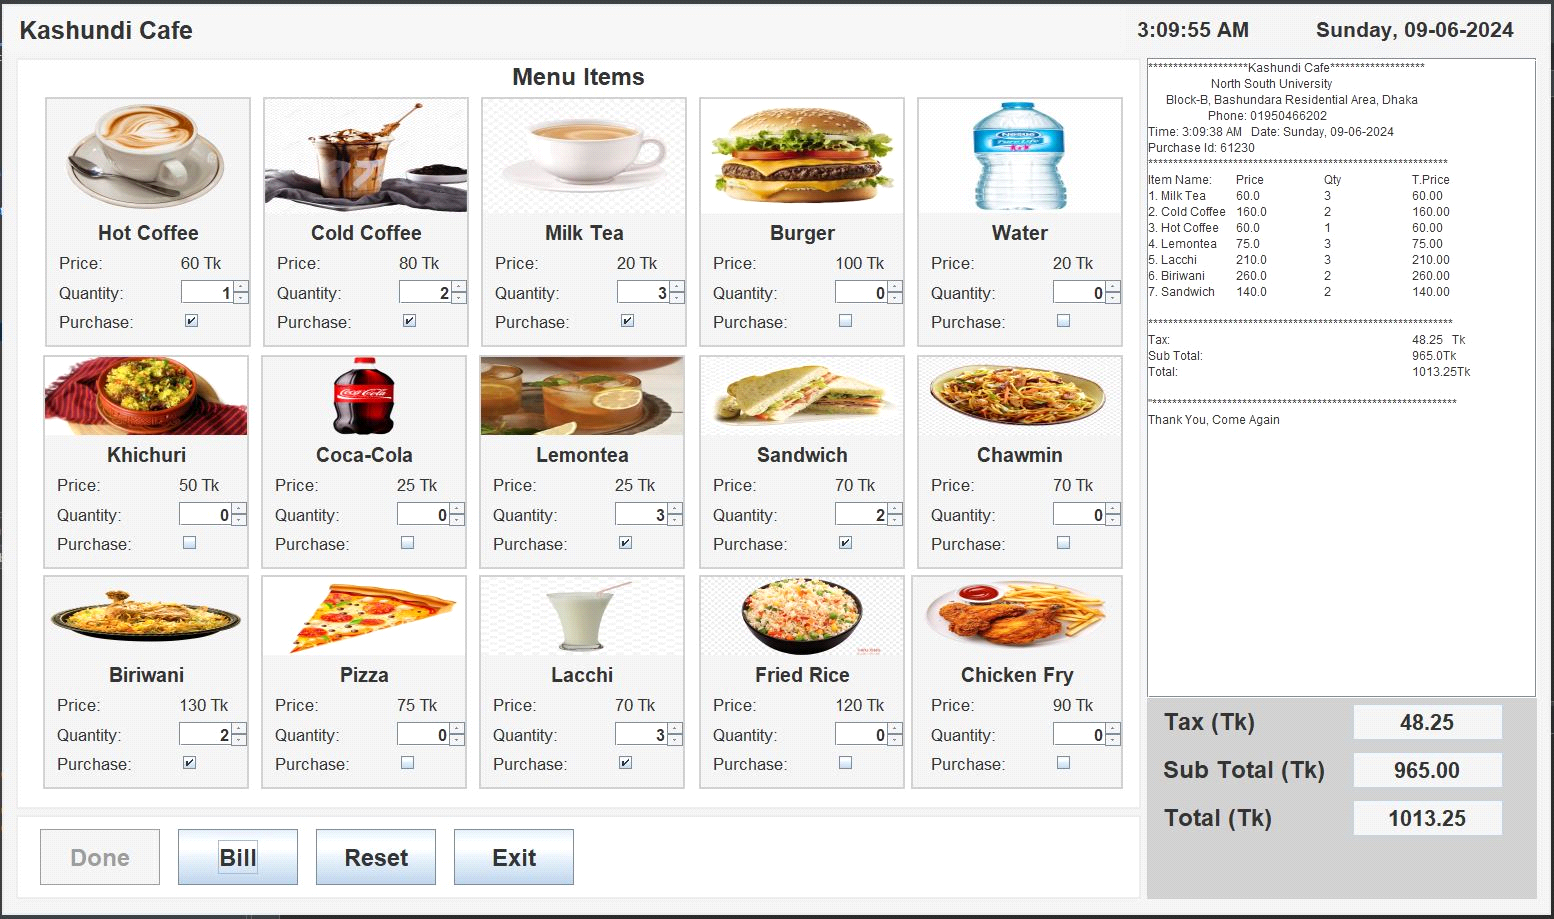 Kashundi Cafe
3:09:55 AM
Sunday, 09-06-2024
Menu Items
Hot Coffee
Price: 60 Tk
Quantity: 1
Purchase:
Cold Coffee
Price: 80 Tk
Quantity: 2
Purchase:
Milk Tea
Price: 20 Tk
Quantity: 3
Purchase:
Burger
Price: 100 Tk
Quantity: 0
Purchase:
Nestle
Pure Life
Water
Price: 20 Tk
Quantity: 0
Purchase:
Khichuri
Price: 50 Tk
Quantity: 0
Purchase:
Coca-Cola
Coca-Cola
Price: 25 Tk
Quantity: 0
Purchase:
Lemontea
Price: 25 Tk
Quantity: 3
Purchase:
Sandwich
Price: 70 Tk
Quantity: 2
Purchase:
Chawmin
Price: 70 Tk
Quantity: 0
Purchase:
Biriwani
Price: 130 Tk
Quantity: 2
Purchase:
Pizza
Price: 75 Tk
Quantity: 0
Purchase:
Lacchi
Price: 70 Tk
Quantity: 3
Purchase:
Fried Rice
Price: 120 Tk
Quantity: 0
Purchase:
Chicken Fry
Price: 90 Tk
Quantity: 0
Purchase:
Done
Bill
Reset
Exit
********************Kashundi Cafe*******************
North South University
Block-B, Bashundara Residential Area, Dhaka
Phone: 01950466202
Time: 3:09:38 AM Date: Sunday, 09-06-2024
Purchase Id: 61230
************************************************************
Item Name: Price Qty T.Price
1. Milk Tea 60.0 3 60.00
2. Cold Coffee 160.0 2 160.00
3. Hot Coffee 60.0 1 60.00
4. Lemontea 75.0 3 75.00
5. Lacchi 210.0 3 210.00
6. Biriwani 260.0 2 260.00
7. Sandwich 140.0 2 140.00
*************************************************************
Tax: 48.25 Tk
Sub Total: 965.0Tk
Total: 1013.25Tk
"*************************************************************
Thank You, Come Again
Tax (Tk) 48.25
Sub Total (Tk) 965.00
Total (Tk) 1013.25